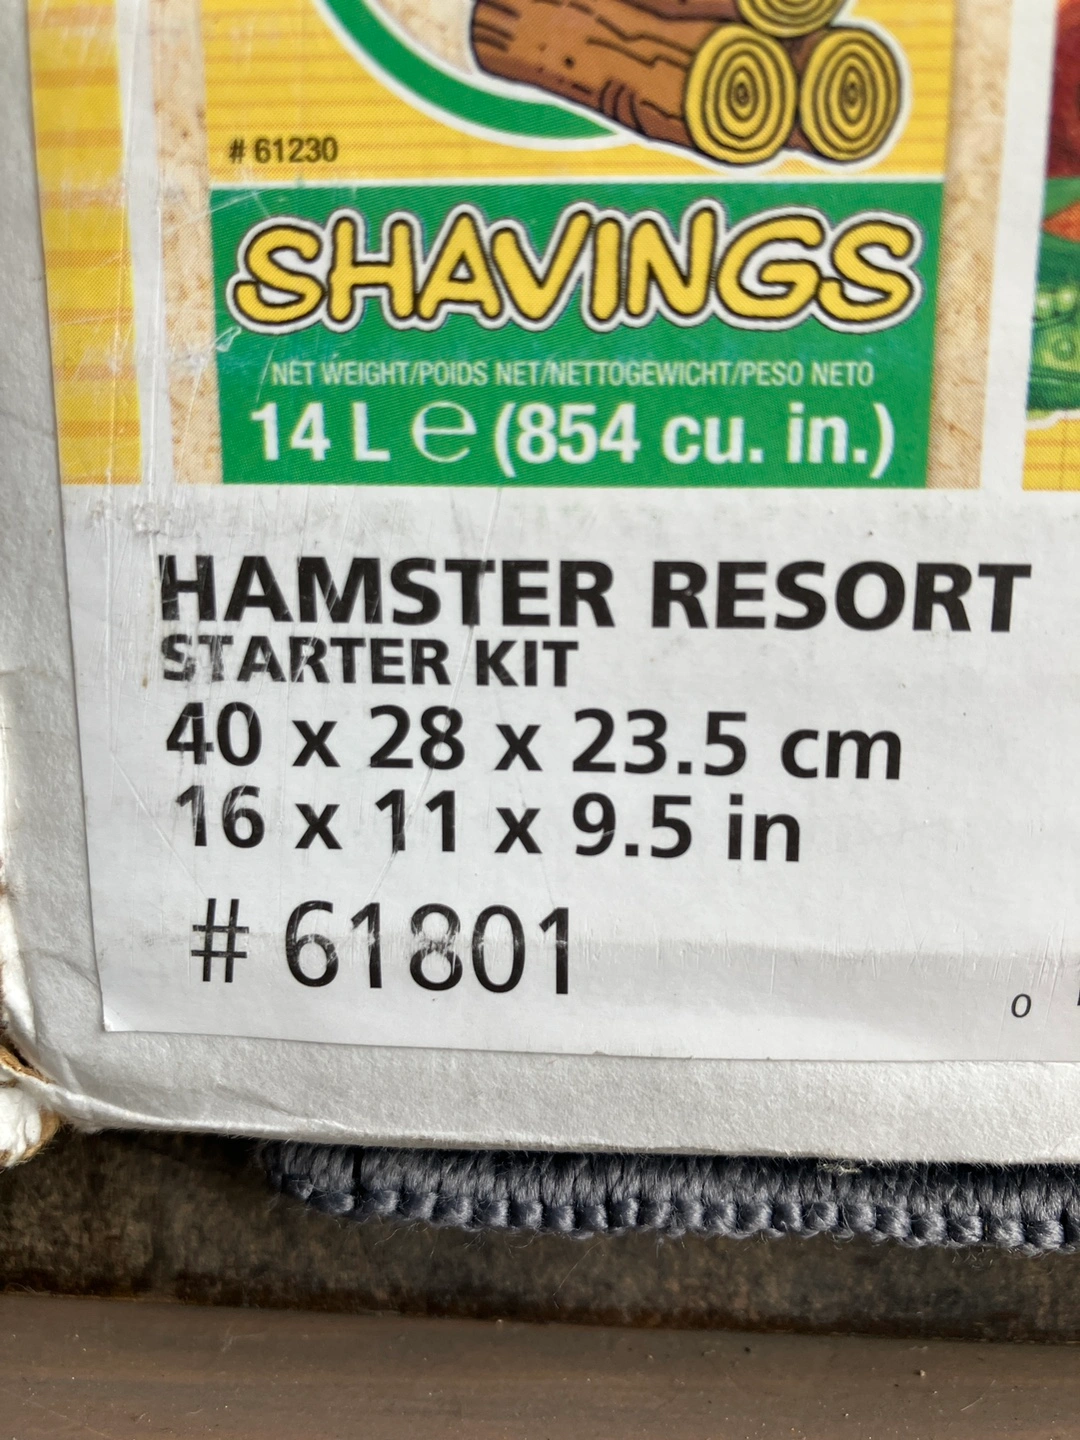 # 61230
SHAVINGS
NET WEIGHT/POIDS NET/NETTOGEWICHT/PESO NETO
14 L ℮ (854 cu. in.)
HAMSTER RESORT
STARTER KIT
40 x 28 x 23.5 cm
16 x 11 x 9.5 in
# 61801